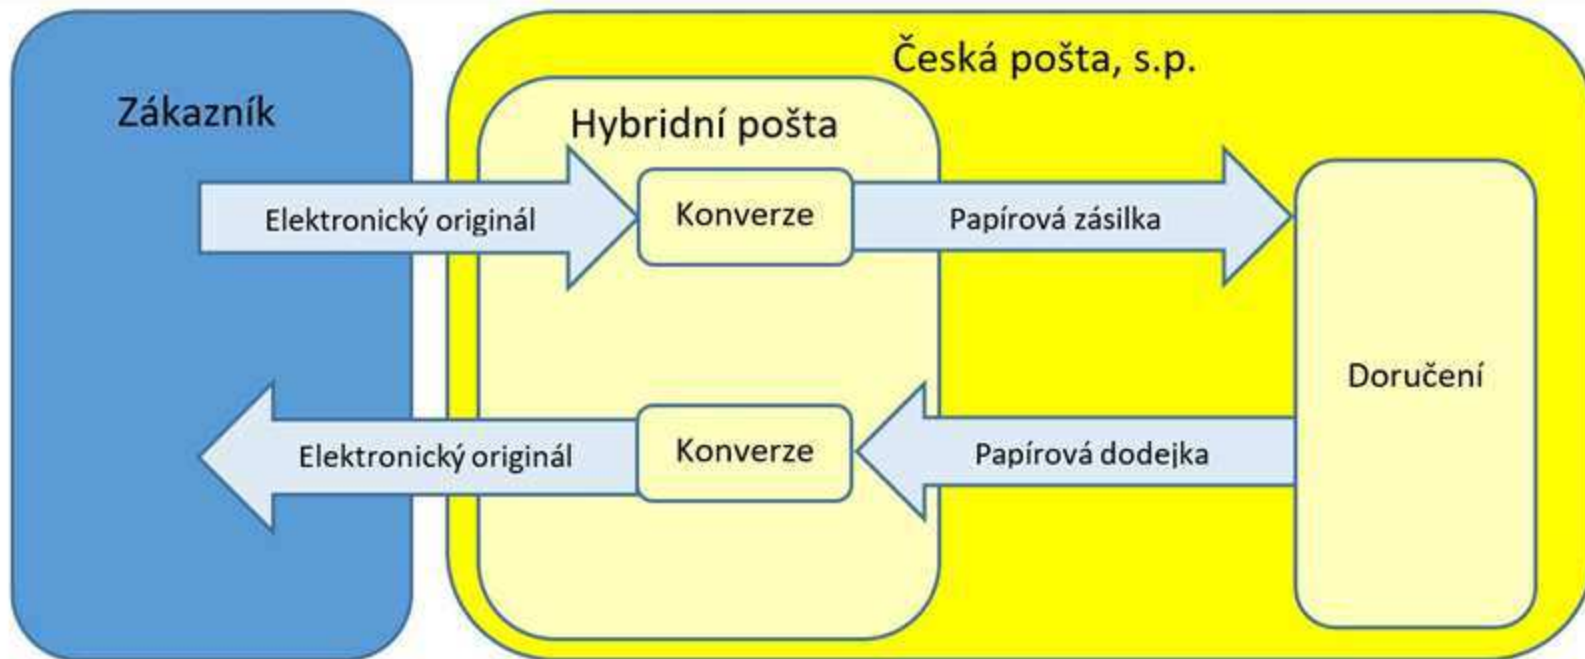 Česká pošta, s.p.
Zákazník
Hybridní pošta
Elektronický originál
Konverze
Papírová zásilka
Doručení
Elektronický originál
Konverze
Papírová dodejka